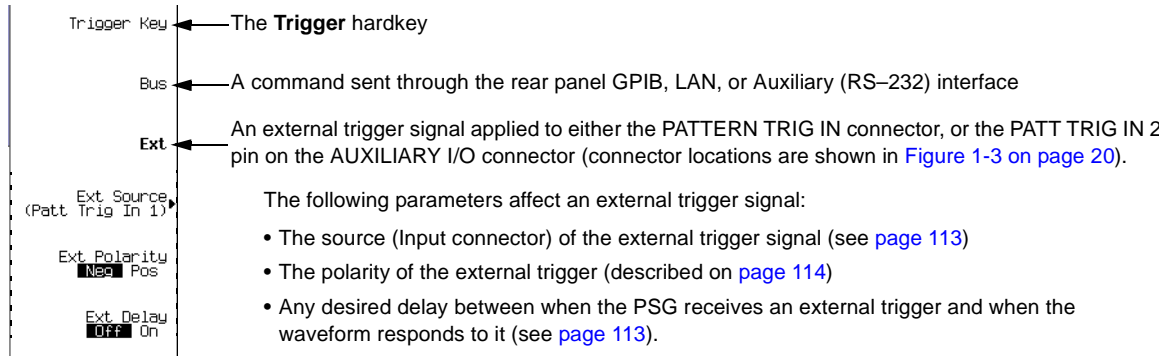 Trigger Key
The Trigger hardkey
Bus
A command sent through the rear panel GPIB, LAN, or Auxiliary (RS–232) interface
Ext
An external trigger signal applied to either the PATTERN TRIG IN connector, or the PATT TRIG IN 2
pin on the AUXILIARY I/O connector (connector locations are shown in Figure 1-3 on page 20).
Ext Source
(Patt Trig In 1)
The following parameters affect an external trigger signal:
• The source (Input connector) of the external trigger signal (see page 113)
Ext Polarity
Neg Pos
• The polarity of the external trigger (described on page 114)
Ext Delay
Off On
• Any desired delay between when the PSG receives an external trigger and when the
waveform responds to it (see page 113).